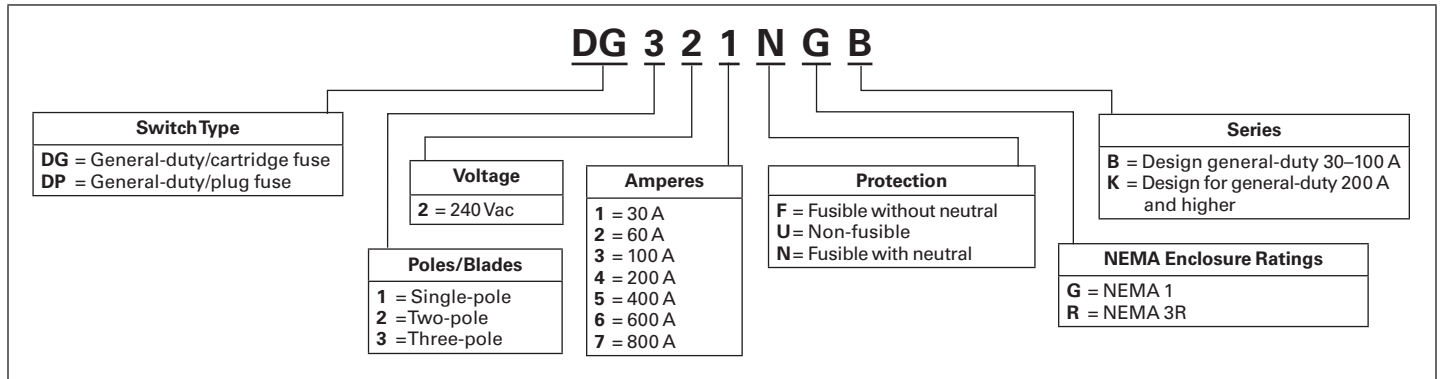 DG 3 2 1 N G B
Switch Type
DG = General-duty/cartridge fuse
DP = General-duty/plug fuse
Poles/Blades
1 = Single-pole
2 =Two-pole
3 =Three-pole
Voltage
2 = 240 Vac
Amperes
1 = 30 A
2 = 60 A
3 = 100 A
4 = 200 A
5 = 400 A
6 = 600 A
7 = 800 A
Protection
F = Fusible without neutral
U = Non-fusible
N = Fusible with neutral
NEMA Enclosure Ratings
G = NEMA 1
R = NEMA 3R
Series
B = Design general-duty 30–100 A
K = Design for general-duty 200 A
and higher